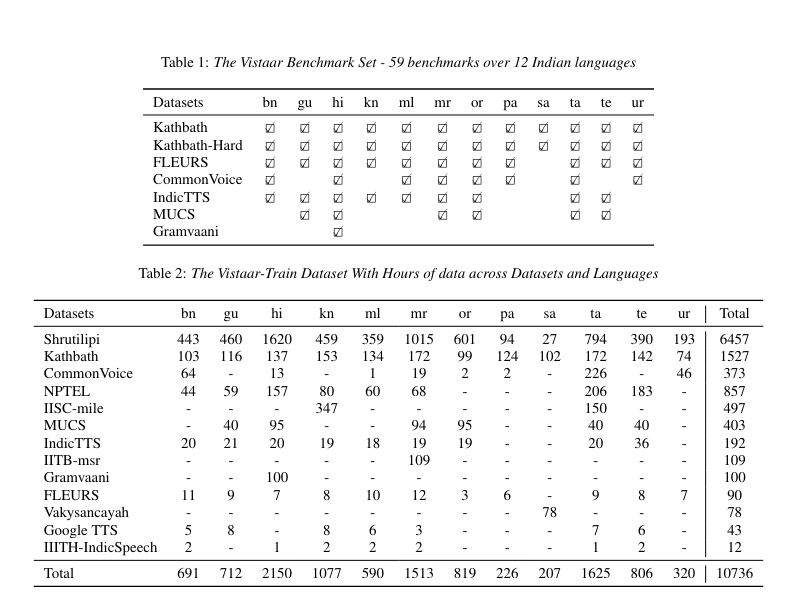 Table 1: The Vistaar Benchmark Set - 59 benchmarks over 12 Indian languages
Datasets bn gu hi kn ml mr or pa sa ta te ur
Kathbath ☑ ☑ ☑ ☑ ☑ ☑ ☑ ☑ ☑ ☑ ☑ ☑
Kathbath-Hard ☑ ☑ ☑ ☑ ☑ ☑ ☑ ☑ ☑ ☑ ☑ ☑
FLEURS ☑ ☑ ☑ ☑ ☑ ☑ ☑ ☑ ☑ ☑ ☑
CommonVoice ☑ ☑ ☑ ☑ ☑ ☑ ☑ ☑
IndicTTS ☑ ☑ ☑ ☑ ☑ ☑ ☑ ☑ ☑
MUCS ☑ ☑ ☑ ☑ ☑ ☑
Gramvaani ☑
Table 2: The Vistaar-Train Dataset With Hours of data across Datasets and Languages
Datasets bn gu hi kn ml mr or pa sa ta te ur Total
Shrutilipi 443 460 1620 459 359 1015 601 94 27 794 390 193 6457
Kathbath 103 116 137 153 134 172 99 124 102 172 142 74 1527
CommonVoice 64 - 13 - 1 19 2 2 - 226 - 46 373
NPTEL 44 59 157 80 60 68 - - - 206 183 - 857
IISC-mile - - - 347 - - - - - 150 - - 497
MUCS - 40 95 - - 94 95 - - 40 40 - 403
IndicTTS 20 21 20 19 18 19 19 - - 20 36 - 192
IITB-msr - - - - - 109 - - - - - - 109
Gramvaani - - 100 - - - - - - - - - 100
FLEURS 11 9 7 8 10 12 3 6 - 9 8 7 90
Vakysancayah - - - - - - - - 78 - - - 78
Google TTS 5 8 - 8 6 3 - - - 7 6 - 43
IIITH-IndicSpeech 2 - 1 2 2 2 - - - 1 2 - 12
Total 691 712 2150 1077 590 1513 819 226 207 1625 806 320 10736